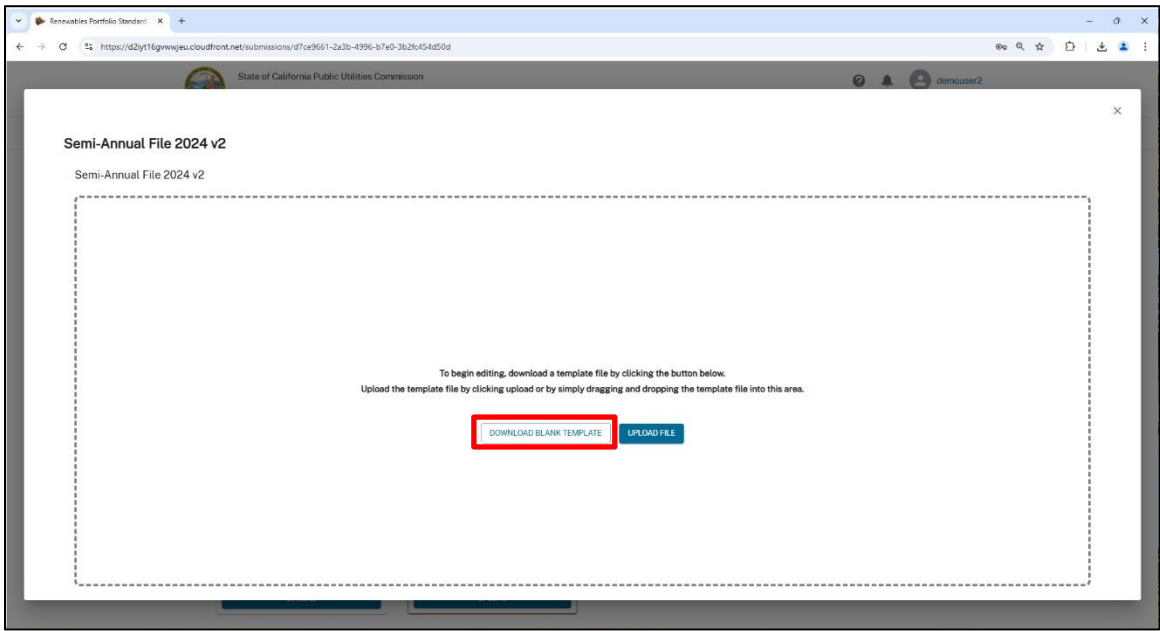 Renewables Portfolio Standard
https://d2iyt16gvwwjeu.cloudfront.net/submissions/d7ce9661-2a3b-4996-b7e0-3b2fc454d50d
State of California Public Utilities Commission
demouser2
Semi-Annual File 2024 v2
Semi-Annual File 2024 v2
To begin editing, download a template file by clicking the button below.
Upload the template file by clicking upload or by simply dragging and dropping the template file into this area.
DOWNLOAD BLANK TEMPLATE
UPLOAD FILE